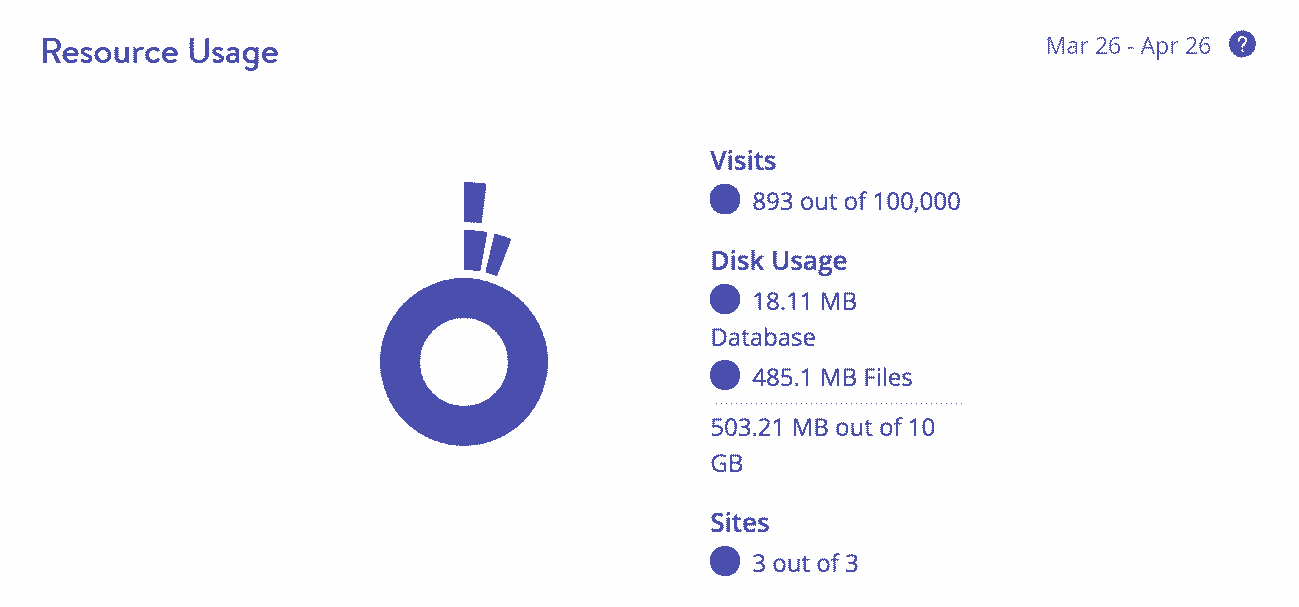 Resource Usage
Mar 26 - Apr 26 ?
Visits
893 out of 100,000
Disk Usage
18.11 MB
Database
485.1 MB Files
503.21 MB out of 10
GB
Sites
3 out of 3